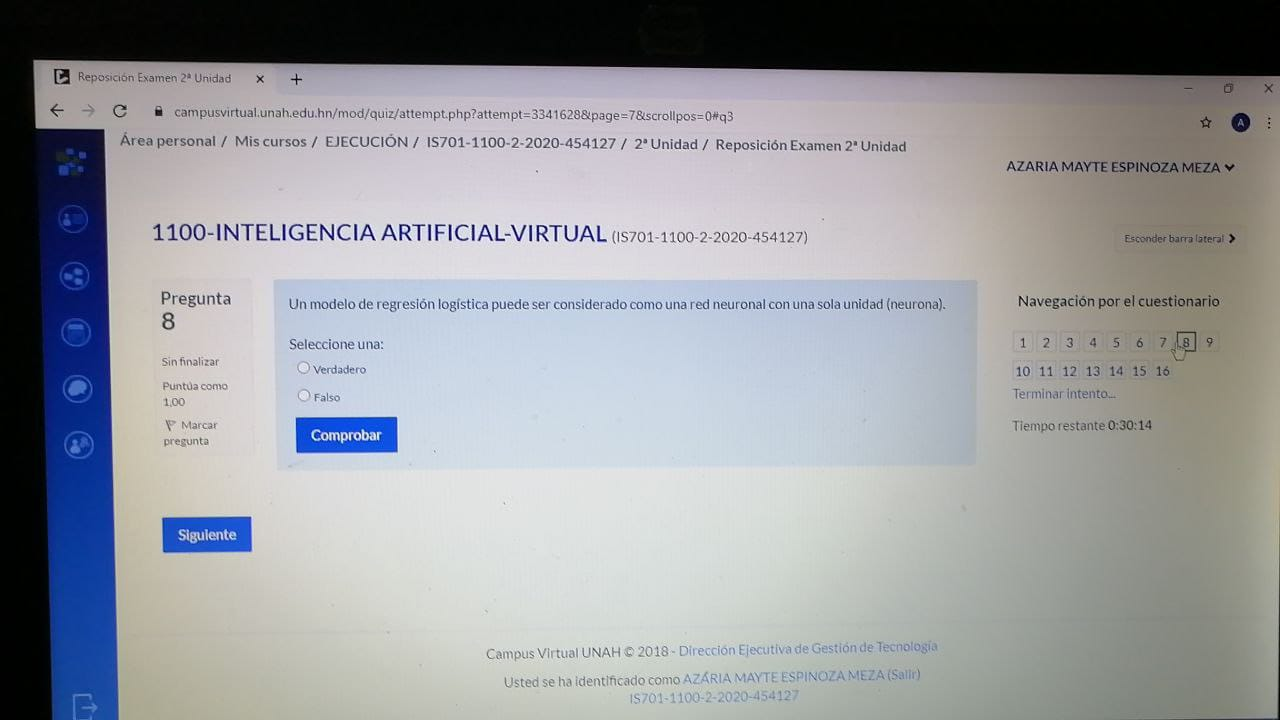 Reposición Examen 2ª Unidad
campusvirtual.unah.edu.hn/mod/quiz/attempt.php?attempt=3341628&page=7&scrollpos=0#q3
A
Área personal / Mis cursos / EJECUCIÓN / IS701-1100-2-2020-454127 / 2ª Unidad / Reposición Examen 2ª Unidad
AZARIA MAYTE ESPINOZA MEZA
1100-INTELIGENCIA ARTIFICIAL-VIRTUAL (IS701-1100-2-2020-454127)
Esconder barra lateral
Pregunta
8
Sin finalizar
Puntúa como
1,00
Marcar
pregunta
Un modelo de regresión logística puede ser considerado como una red neuronal con una sola unidad (neurona).
Seleccione una:
Verdadero
Falso
Comprobar
Navegación por el cuestionario
1 2 3 4 5 6 7 8 9
10 11 12 13 14 15 16
Terminar intento...
Tiempo restante 0:30:14
Siguiente
Campus Virtual UNAH © 2018 - Dirección Ejecutiva de Gestión de Tecnología
Usted se ha identificado como AZARIA MAYTE ESPINOZA MEZA (Salir)
IS701-1100-2-2020-454127